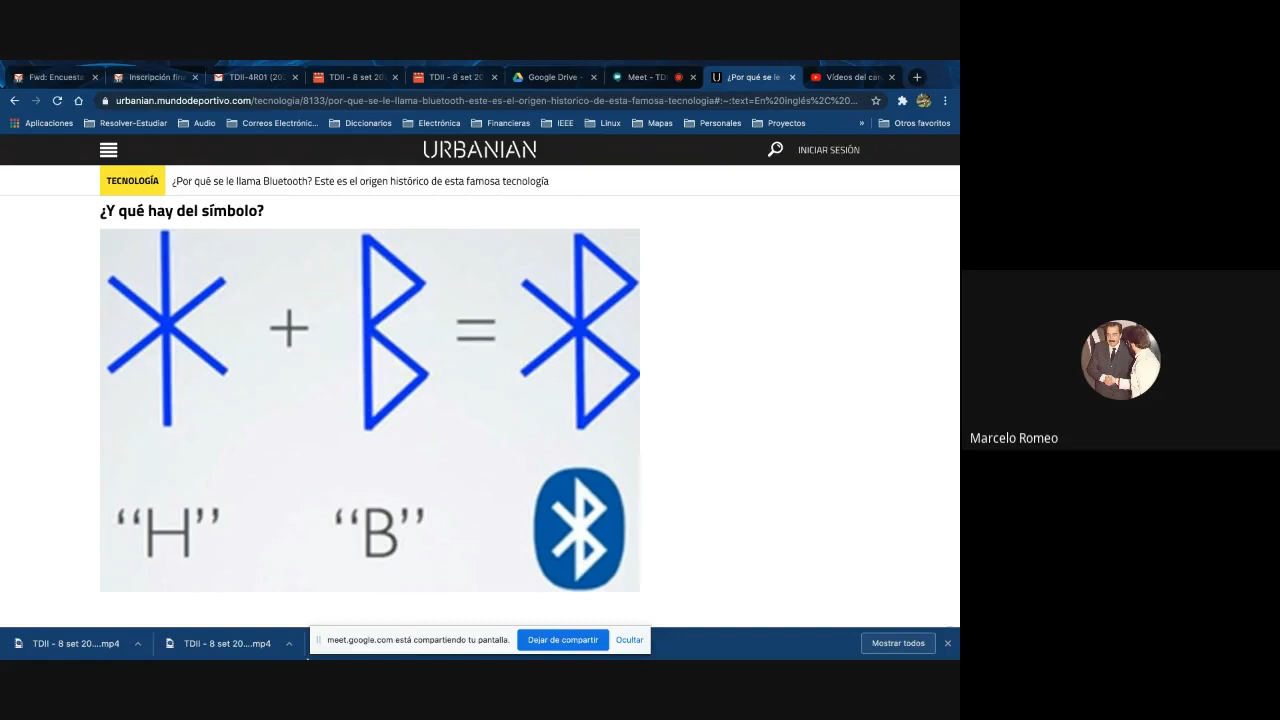 Fwd: Encuesta
Inscripción fina
TDII-4R01 (202
TDII - 8 set 202
TDII - 8 set 20
Google Drive -
Meet - TD
¿Por qué se le
Vídeos del can
urbanian.mundodeportivo.com/tecnologia/8133/por-que-se-le-llama-bluetooth-este-es-el-origen-historico-de-esta-famosa-tecnologia#:~:text=En%20inglés%2C%20...
Aplicaciones
Resolver-Estudiar
Audio
Correos Electrónic...
Diccionarios
Electrónica
Financieras
IEEE
Linux
Mapas
Personales
Proyectos
»
Otros favoritos
URBANIAN
INICIAR SESIÓN
TECNOLOGÍA
¿Por qué se le llama Bluetooth? Este es el origen histórico de esta famosa tecnología
¿Y qué hay del símbolo?
+ =
“H” “B”
Marcelo Romeo
TDII - 8 set 20....mp4
TDII - 8 set 20....mp4
meet.google.com está compartiendo tu pantalla.
Dejar de compartir
Ocultar
Mostrar todos